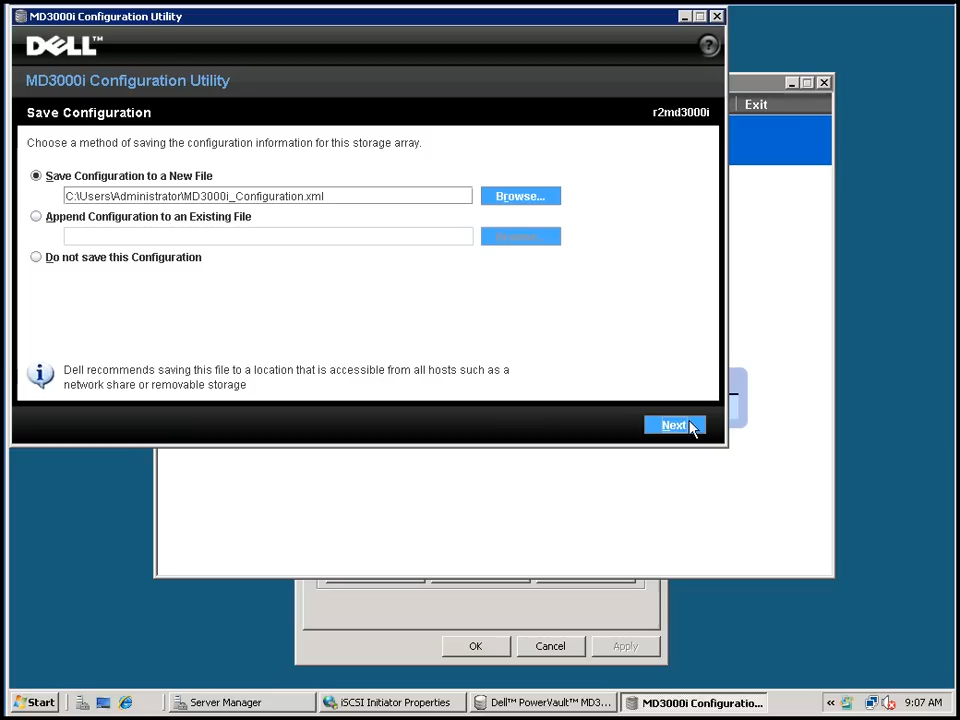 MD3000i Configuration Utility
DELL™
MD3000i Configuration Utility
Save Configuration
r2md3000i
Exit
Choose a method of saving the configuration information for this storage array.
Save Configuration to a New File
C:\Users\Administrator\MD3000i_Configuration.xml
Browse...
Append Configuration to an Existing File
Do not save this Configuration
Dell recommends saving this file to a location that is accessible from all hosts such as a
network share or removable storage
Next
OK
Cancel
Apply
Start
Server Manager
iSCSI Initiator Properties
Dell™ PowerVault™ MD3...
MD3000i Configuratio...
«
9:07 AM